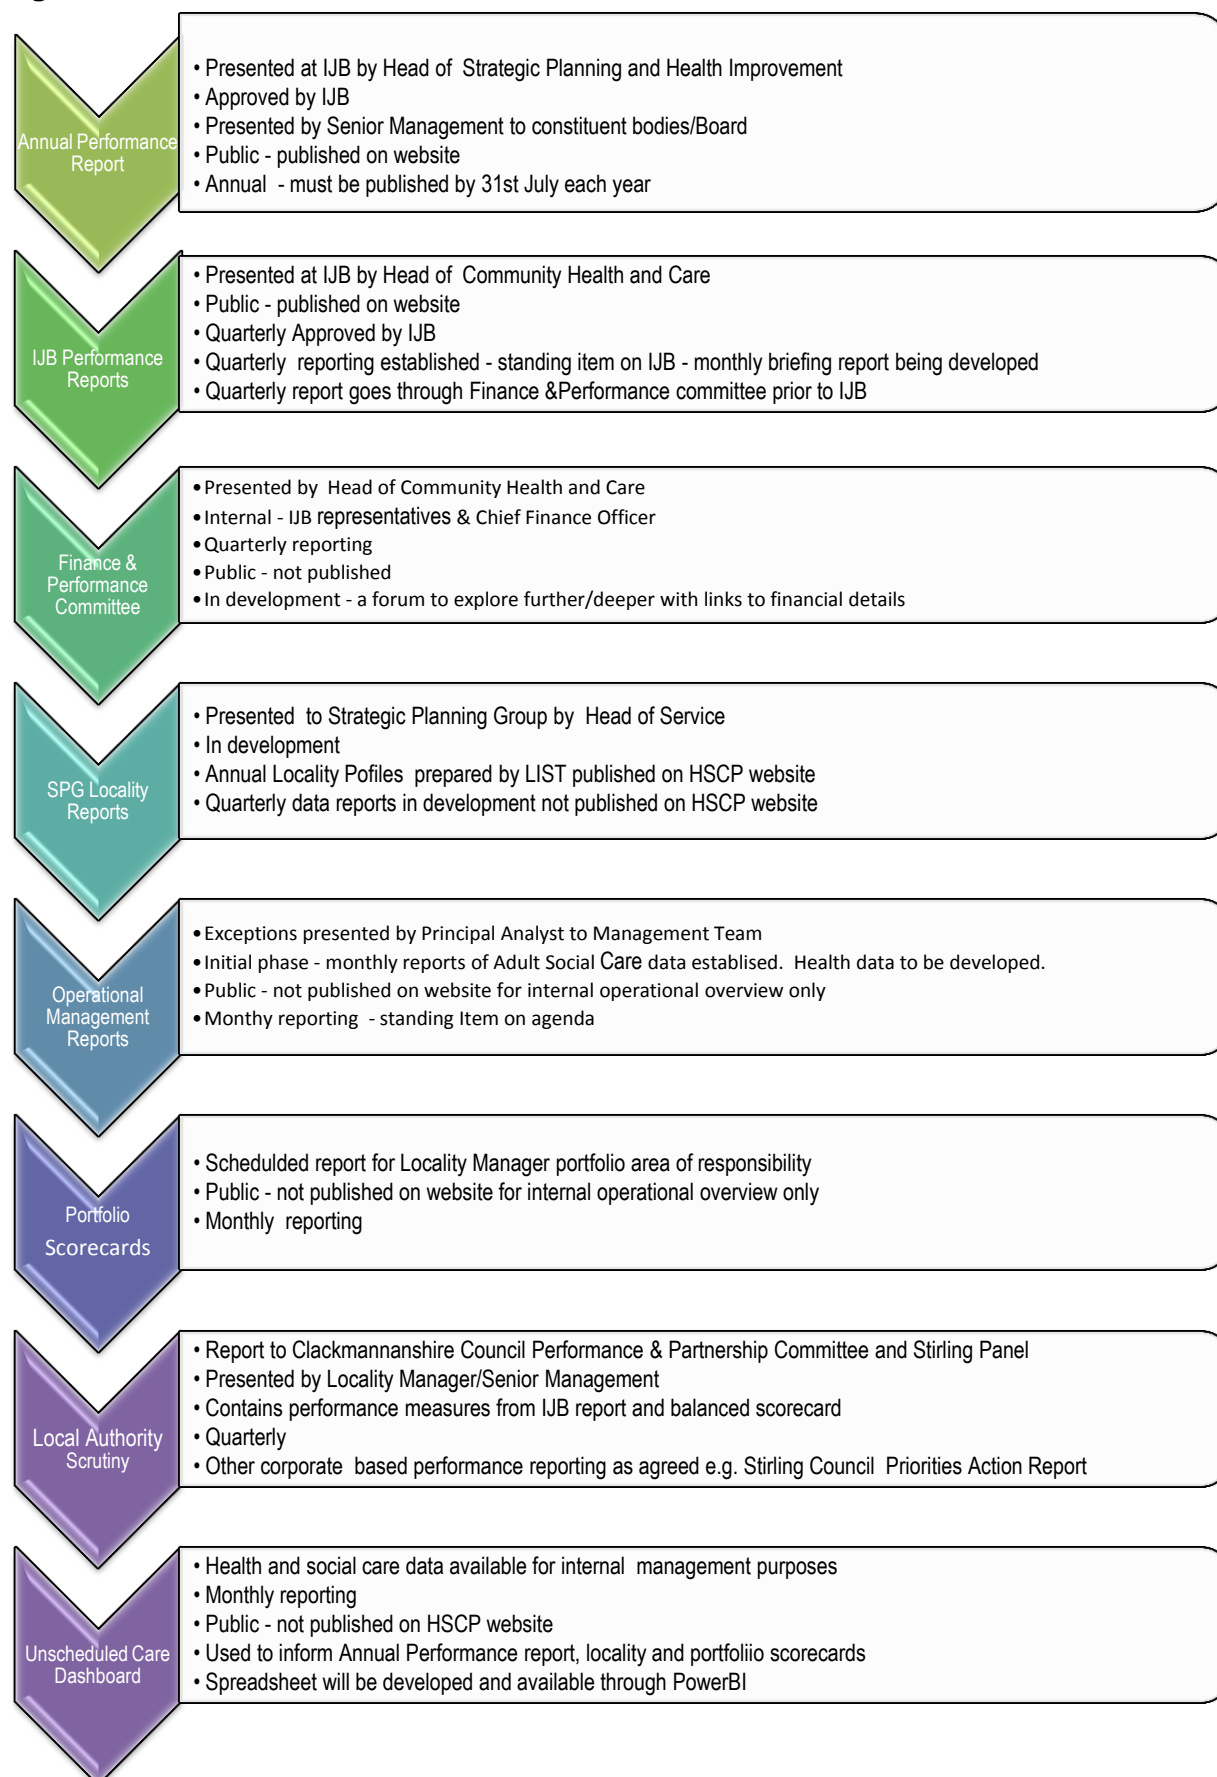 Annual Performance
Report
• Presented at IJB by Head of  Strategic Planning and Health Improvement
• Approved by IJB
• Presented by Senior Management to constituent bodies/Board
• Public - published on website
• Annual  - must be published by 31st July each year
IJB Performance
Reports
• Presented at IJB by Head of  Community Health and Care
• Public - published on website
• Quarterly Approved by IJB
• Quarterly  reporting established - standing item on IJB - monthly briefing report being developed
• Quarterly report goes through Finance &Performance committee prior to IJB
Finance &
Performance
Committee
• Presented by  Head of Community Health and Care
• Internal - IJB representatives & Chief Finance Officer
• Quarterly reporting
• Public - not published
• In development - a forum to explore further/deeper with links to financial details
SPG Locality
Reports
• Presented  to Strategic Planning Group by  Head of Service
• In development
• Annual Locality Pofiles  prepared by LIST published on HSCP website
• Quarterly data reports in development not published on HSCP website
Operational
Management
Reports
• Exceptions presented by Principal Analyst to Management Team
• Initial phase - monthly reports of Adult Social Care data establised.  Health data to be developed.
• Public - not published on website for internal operational overview only
• Monthy reporting  - standing Item on agenda
Portfolio
Scorecards
• Schedulded report for Locality Manager portfolio area of responsibility
• Public - not published on website for internal operational overview only
• Monthly  reporting
Local Authority
Scrutiny
• Report to Clackmannanshire Council Performance & Partnership Committee and Stirling Panel
• Presented by Locality Manager/Senior Management
• Contains performance measures from IJB report and balanced scorecard
• Quarterly
• Other corporate  based performance reporting as agreed e.g. Stirling Council  Priorities Action Report
Unscheduled Care
Dashboard
• Health and social care data available for internal  management purposes
• Monthly reporting
• Public - not published on HSCP website
• Used to inform Annual Performance report, locality and portfoliio scorecards
• Spreadsheet will be developed and available through PowerBI